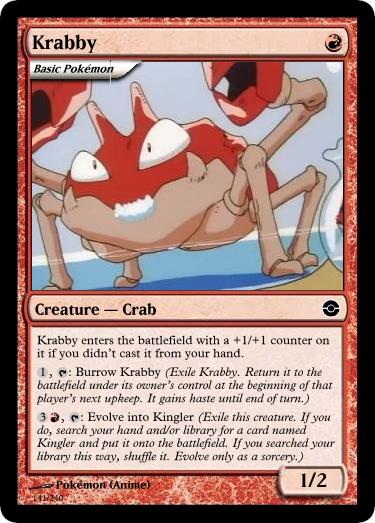 Krabby
Basic Pokémon
Creature — Crab
Krabby enters the battlefield with a +1/+1 counter on
it if you didn't cast it from your hand.
1, : Burrow Krabby (Exile Krabby. Return it to the
battlefield under its owner's control at the beginning of that
player's next upkeep. It gains haste until end of turn.)
3 , : Evolve into Kingler (Exile this creature. If you
do, search your hand and/or library for a card named
Kingler and put it onto the battlefield. If you searched your
library this way, shuffle it. Evolve only as a sorcery.)
Pokémon (Anime)
141/240
1/2